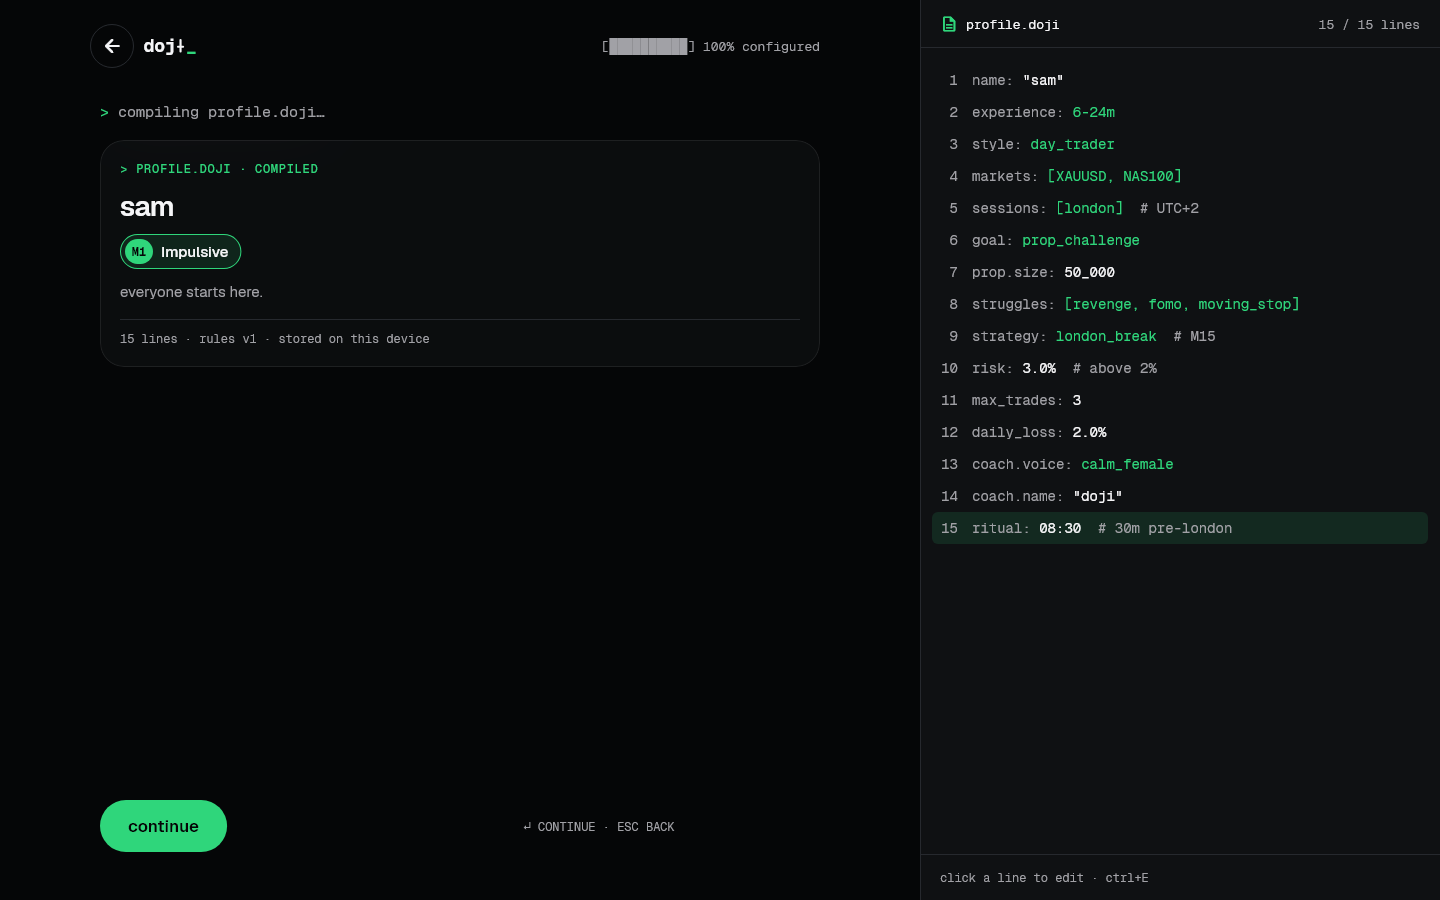 doji_
[██████████] 100% configured
> compiling profile.doji…
> PROFILE.DOJI · COMPILED
sam
M1 Impulsive
everyone starts here.
15 lines · rules v1 · stored on this device
continue
↵ CONTINUE · ESC BACK
profile.doji
15 / 15 lines
1 name: "sam"
2 experience: 6-24m
3 style: day_trader
4 markets: [XAUUSD, NAS100]
5 sessions: [london] # UTC+2
6 goal: prop_challenge
7 prop.size: 50_000
8 struggles: [revenge, fomo, moving_stop]
9 strategy: london_break # M15
10 risk: 3.0% # above 2%
11 max_trades: 3
12 daily_loss: 2.0%
13 coach.voice: calm_female
14 coach.name: "doji"
15 ritual: 08:30 # 30m pre-london
click a line to edit · ctrl+E